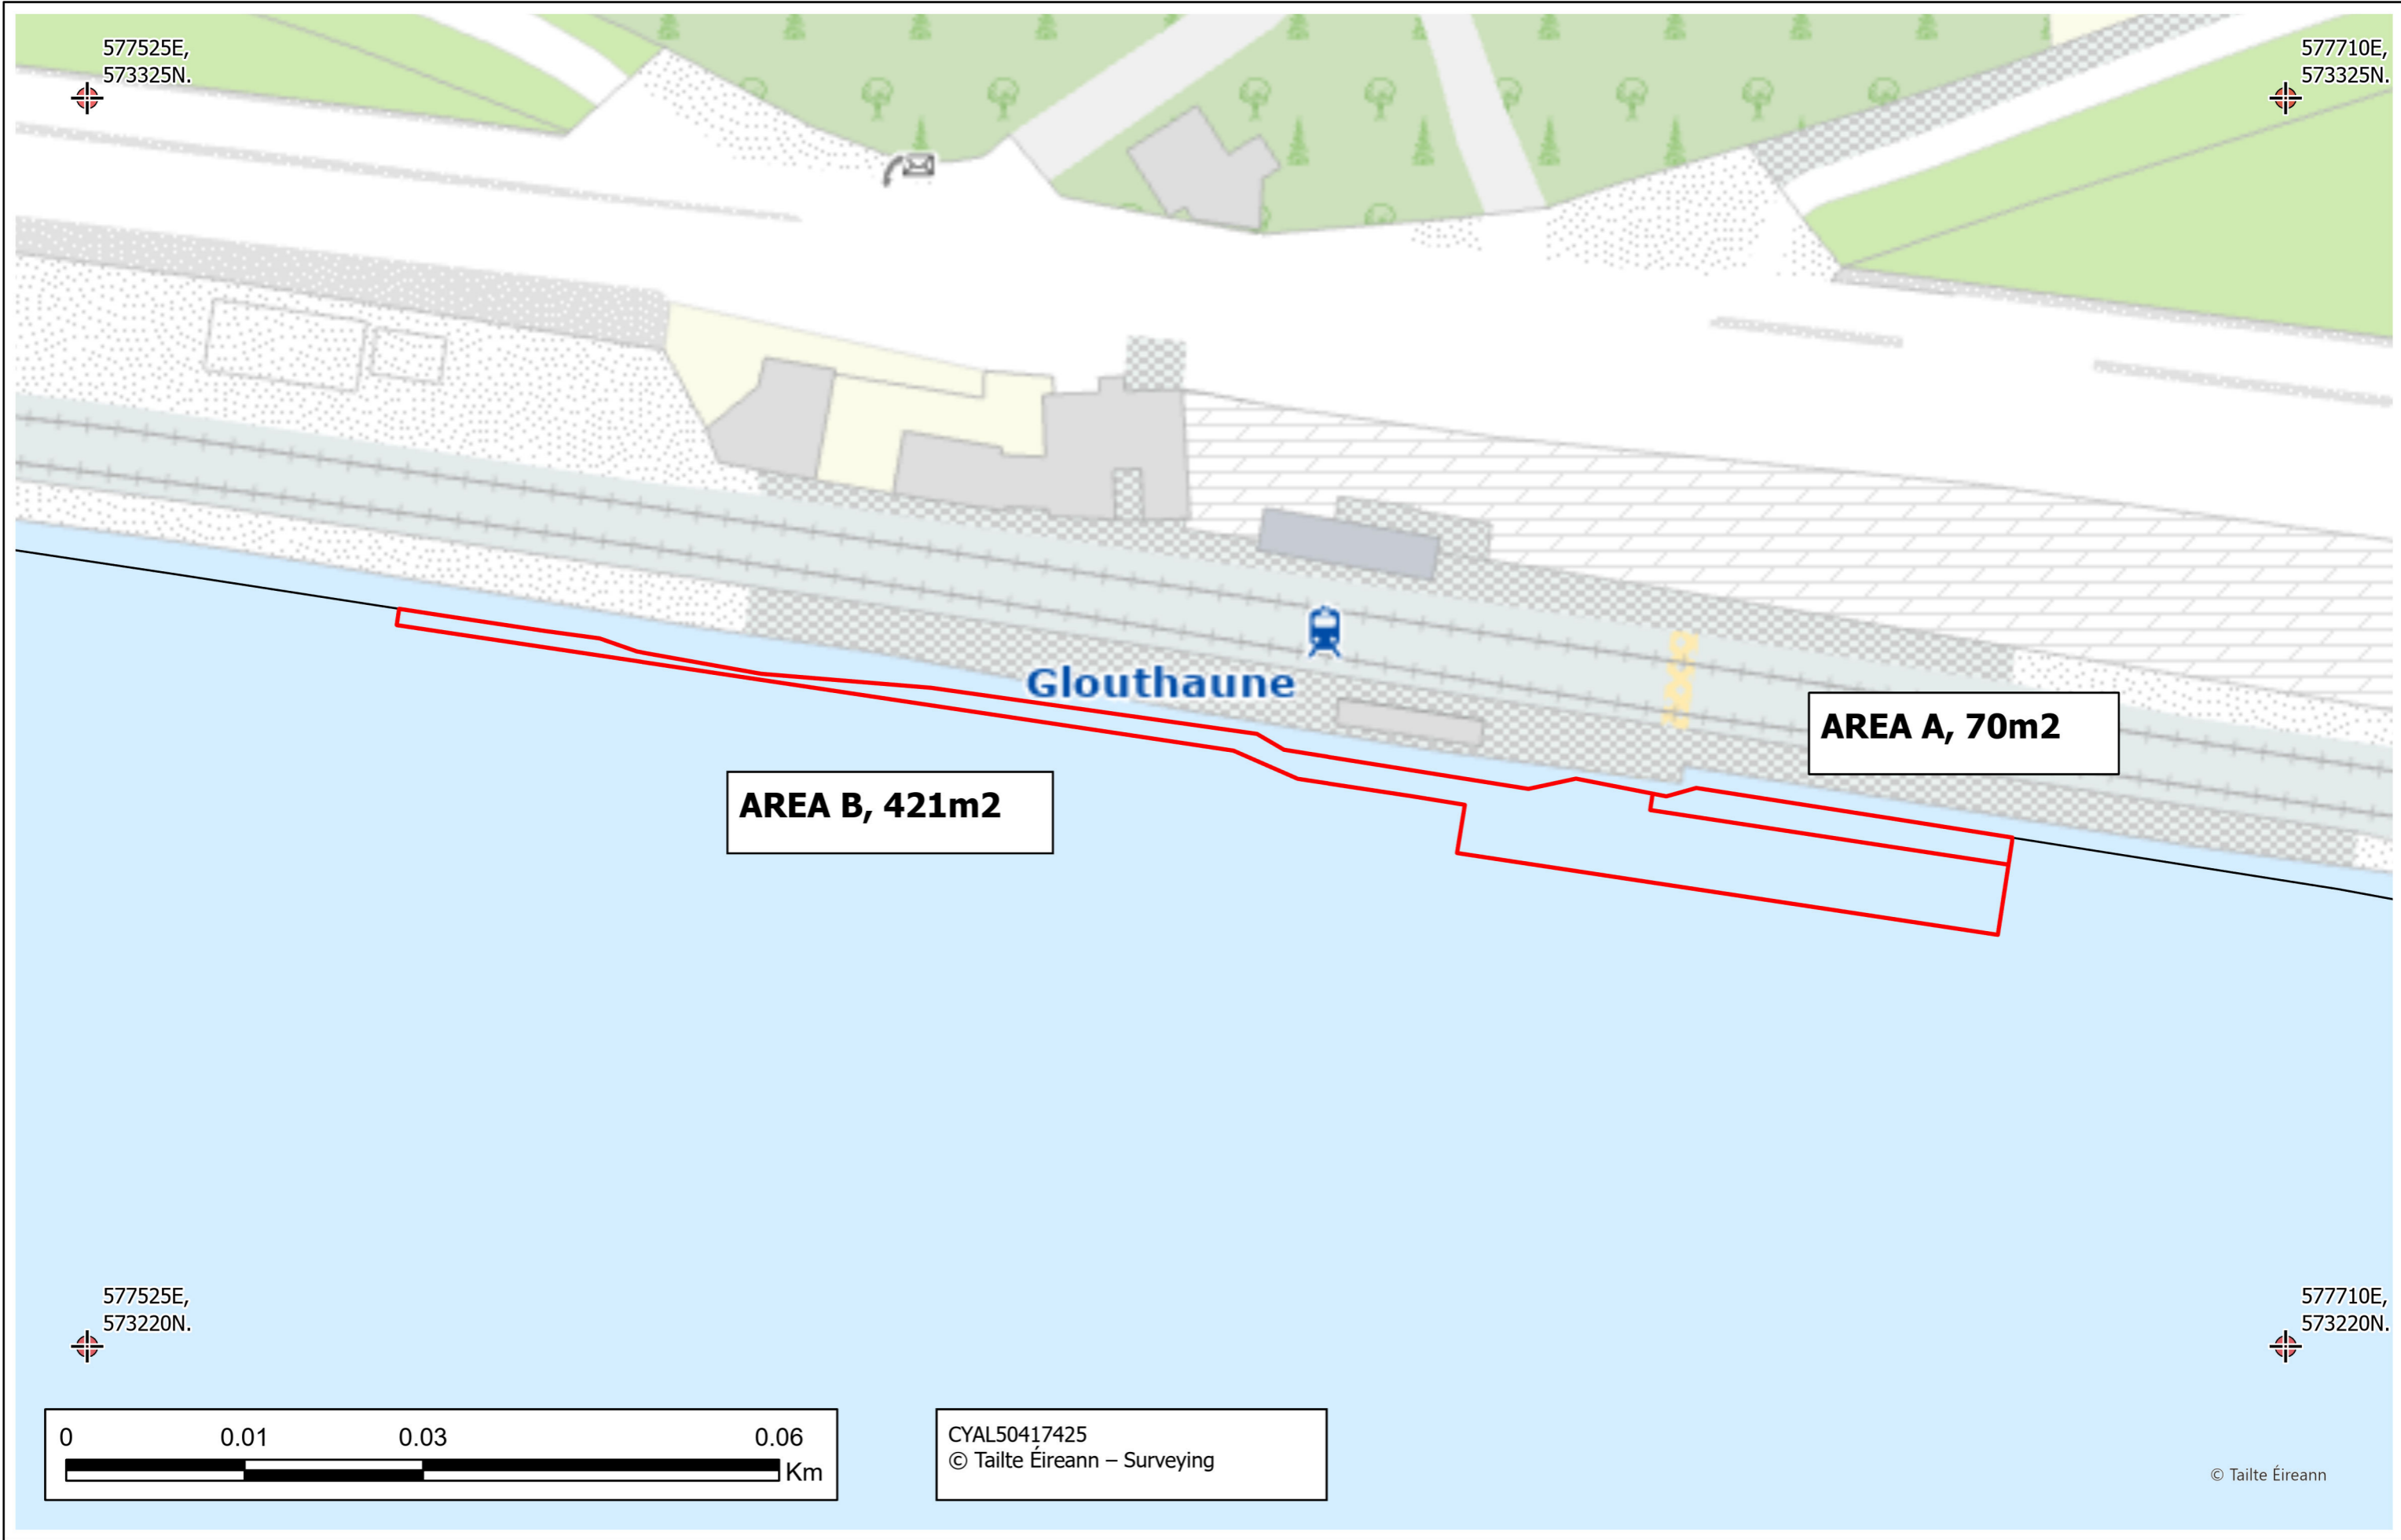 577525E,
573325N.
577710E,
573325N.
Glouthaune
AREA A, 70m2
AREA B, 421m2
577525E,
573220N.
577710E,
573220N.
0 0.01 0.03 0.06
Km
CYAL50417425
© Tailte Éireann – Surveying
© Tailte Éireann